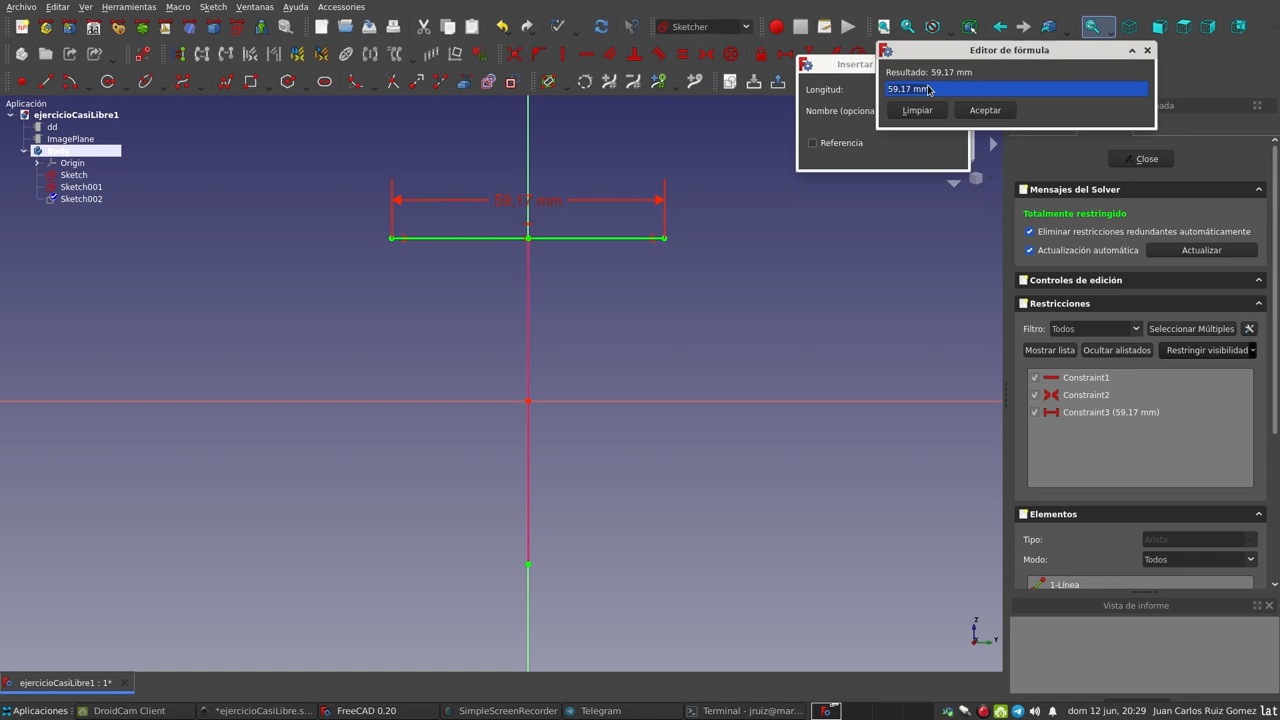 Archivo Editar Ver Herramientas Macro Sketch Ventanas Ayuda Accessories
Sketcher
Insertar
Editor de fórmula
Longitud:
Resultado: 59,17 mm
59,17 mm
Nombre (opciona
Limpiar Aceptar
Referencia
Aplicación
ejercicioCasiLibre1
dd
ImagePlane
Body
Origin
Sketch
Sketch001
Sketch002
59,17 mm
Close
Mensajes del Solver
Totalmente restringido
Eliminar restricciones redundantes automáticamente
Actualización automática Actualizar
Controles de edición
Restricciones
Filtro: Todos Seleccionar Múltiples
Mostrar lista Ocultar alistados Restringir visibilidad
Constraint1
Constraint2
Constraint3 (59,17 mm)
Elementos
Tipo: Arista
Modo: Todos
1-Línea
Vista de informe
Z
Y
ejercicioCasiLibre1 : 1*
Aplicaciones DroidCam Client *ejercicioCasiLibre.s... FreeCAD 0.20 SimpleScreenRecorder Telegram Terminal - jruiz@mar... dom 12 jun, 20:29 Juan Carlos Ruiz Gomez lat